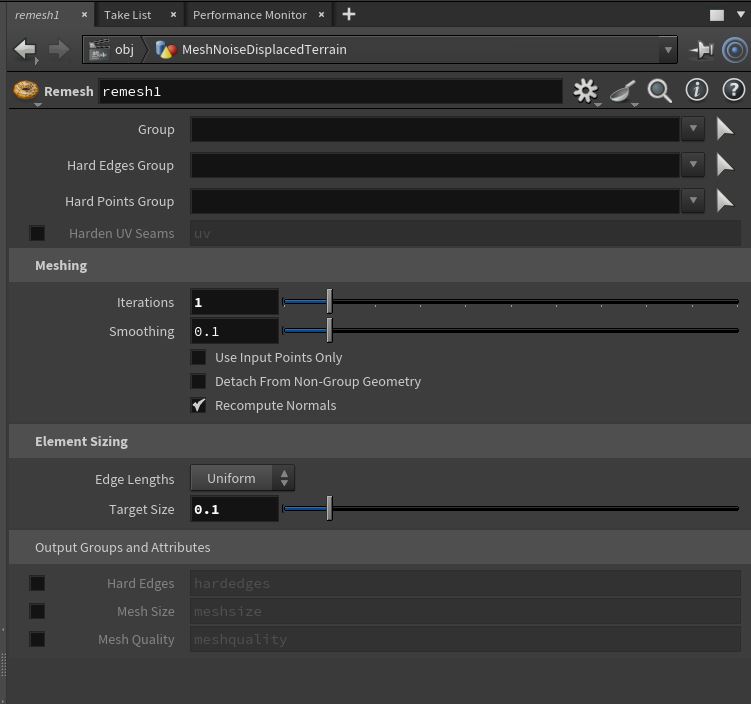 remesh1 × Take List × Performance Monitor × +
obj MeshNoiseDisplacedTerrain
Remesh remesh1
Group
Hard Edges Group
Hard Points Group
Harden UV Seams uv
Meshing
Iterations 1
Smoothing 0.1
Use Input Points Only
Detach From Non-Group Geometry
Recompute Normals
Element Sizing
Edge Lengths Uniform
Target Size 0.1
Output Groups and Attributes
Hard Edges hardedges
Mesh Size meshsize
Mesh Quality meshquality